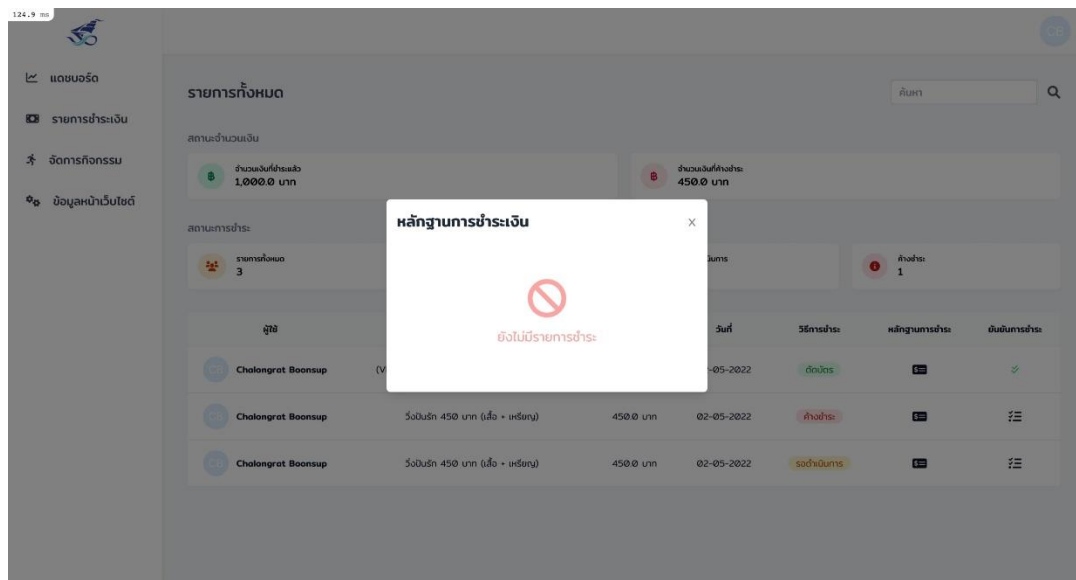 124.9 ms
CB
แดชบอร์ด
รายการชำระเงิน
จัดการกิจกรรม
ข้อมูลหน้าเว็บไซต์
รายการทั้งหมด
ค้นหา
สถานะจำนวนเงิน
จำนวนเงินที่ชำระแล้ว
1,000.0 บาท
จำนวนเงินที่ค้างชำระ
450.0 บาท
สถานะการชำระ
รายการทั้งหมด
3
ค้างชำระ
1
หลักฐานการชำระเงิน
ยังไม่มีรายการชำระ
ผู้ใช้ วันที่ วิธีการชำระ หลักฐานการชำระ ยืนยันการชำระ
CB Chalongrat Boonsup (V -05-2022 ตัดบัตร
CB Chalongrat Boonsup วิ่งปันรัก 450 บาท (เสื้อ + เหรียญ) 450.0 บาท 02-05-2022 ค้างชำระ
CB Chalongrat Boonsup วิ่งปันรัก 450 บาท (เสื้อ + เหรียญ) 450.0 บาท 02-05-2022 รอดำเนินการ